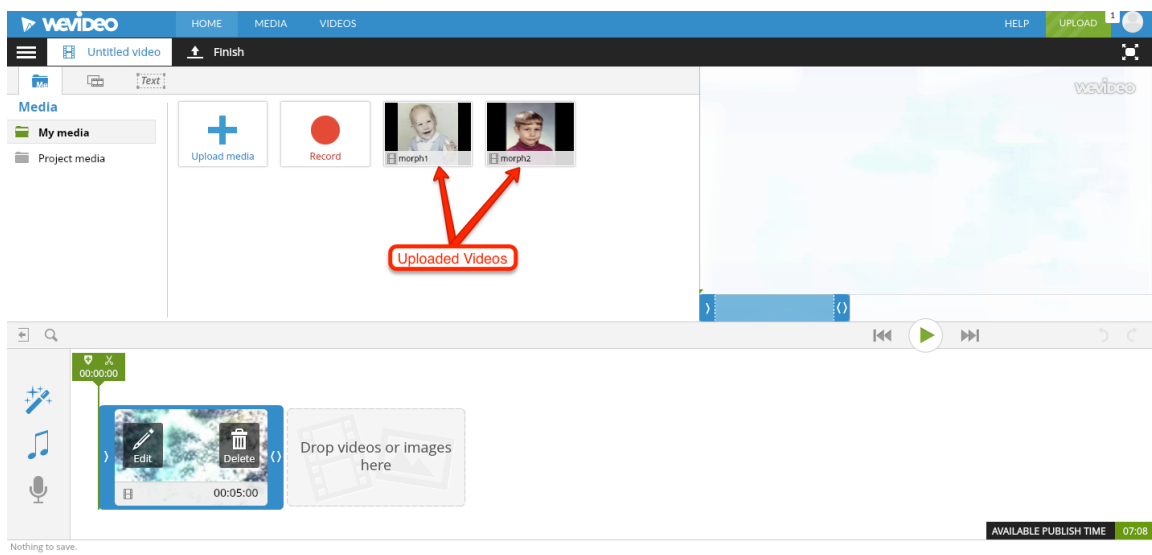 WeVideo
HOME MEDIA VIDEOS HELP UPLOAD 1
Untitled video Finish
Me Text
Media
My media
Project media
Upload media
Record
morph1
morph2
Uploaded Videos
wevideo
00:00:00
Edit
Delete
00:05:00
Drop videos or images
here
AVAILABLE PUBLISH TIME 07:08
Nothing to save.